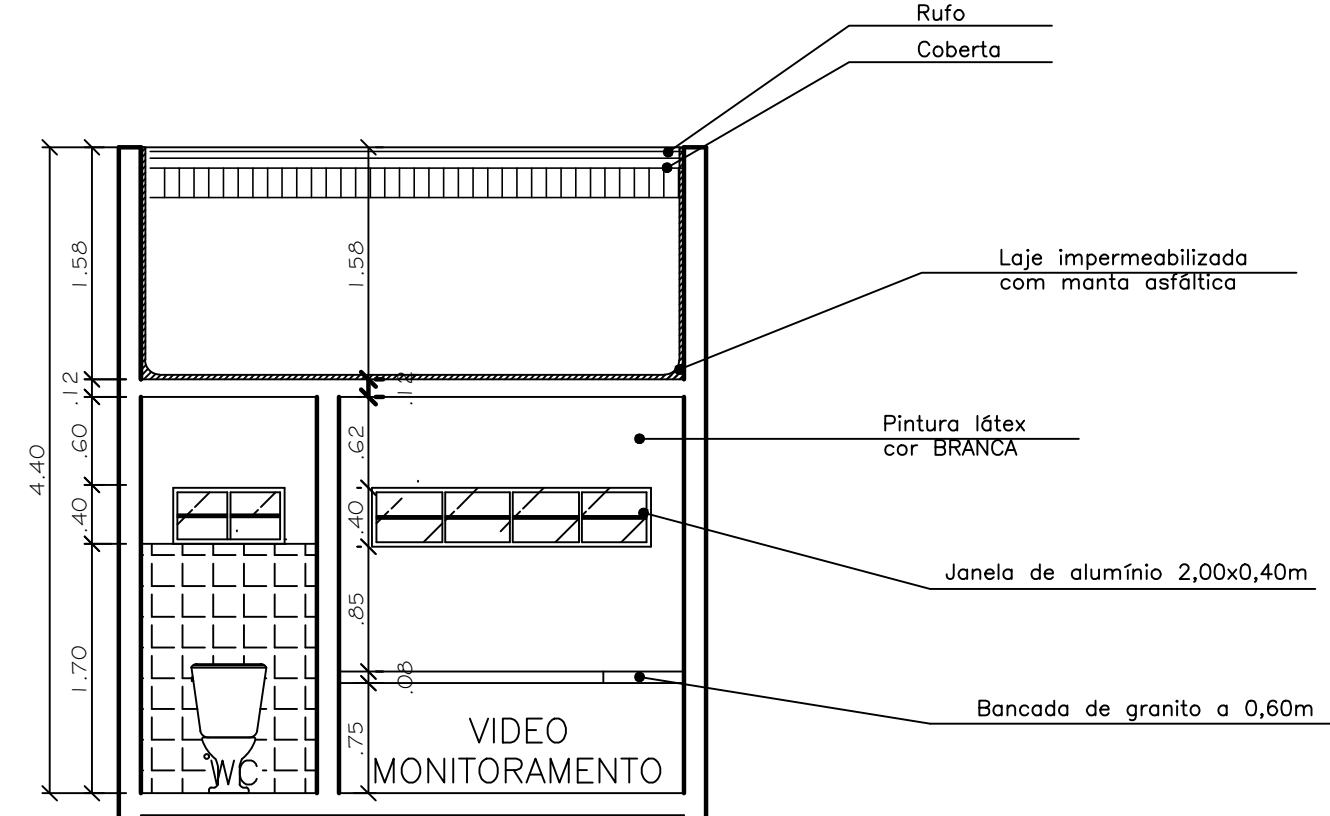 Rufo
Coberta
Laje impermeabilizada
com manta asfáltica
Pintura látex
cor BRANCA
Janela de alumínio 2,00x0,40m
Bancada de granito a 0,60m
4.40
1.58
.12
.60
.40
1.70
1.58
.12
.62
.40
.85
.08
.75
WC
VIDEO
MONITORAMENTO